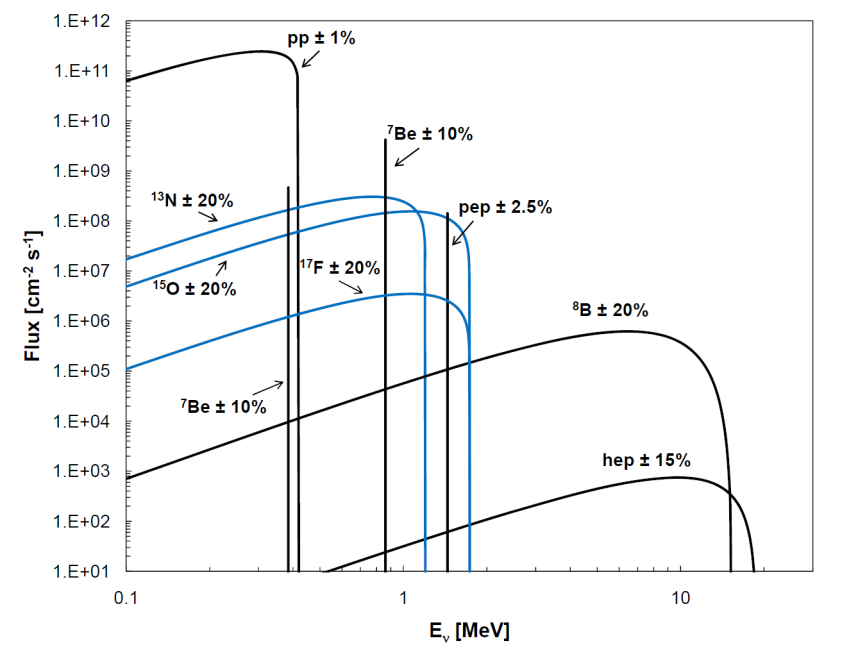 1.E+12
1.E+11
1.E+10
1.E+09
1.E+08
1.E+07
1.E+06
1.E+05
1.E+04
1.E+03
1.E+02
1.E+01
Flux [cm⁻² s⁻¹]
pp ± 1%
⁷Be ± 10%
¹³N ± 20%
pep ± 2.5%
¹⁵O ± 20%
¹⁷F ± 20%
⁸B ± 20%
⁷Be ± 10%
hep ± 15%
0.1
1
10
Eᵥ [MeV]